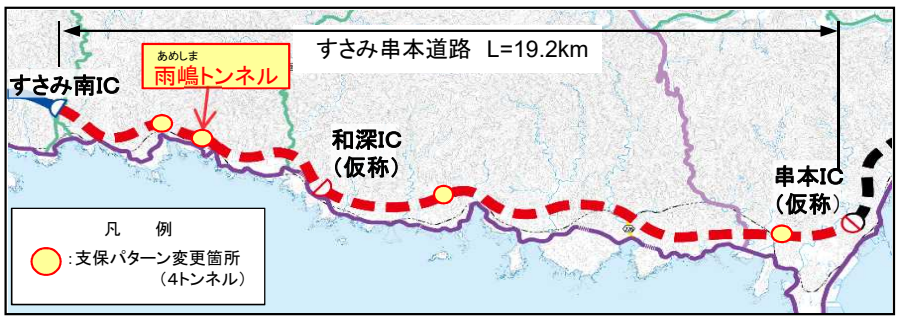 すさみ串本道路 L=19.2km
あめしま
雨嶋トンネル
すさみ南IC
和深IC
(仮称)
串本IC
(仮称)
凡 例
:支保パターン変更箇所
(4トンネル)